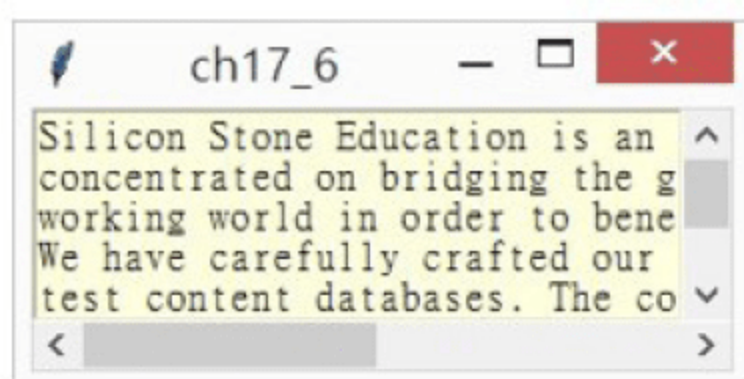 ch17_6
Silicon Stone Education is an
concentrated on bridging the g
working world in order to bene
We have carefully crafted our
test content databases. The co